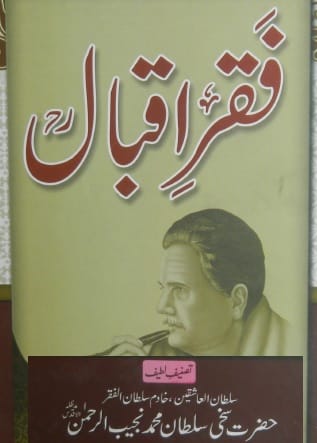 فقرِ اقبالؒ
تصنیف لطیف
سلطان العاشقین، خادم سلطان الفقر
حضرت سخی سلطان محمد نجیب الرحمٰن